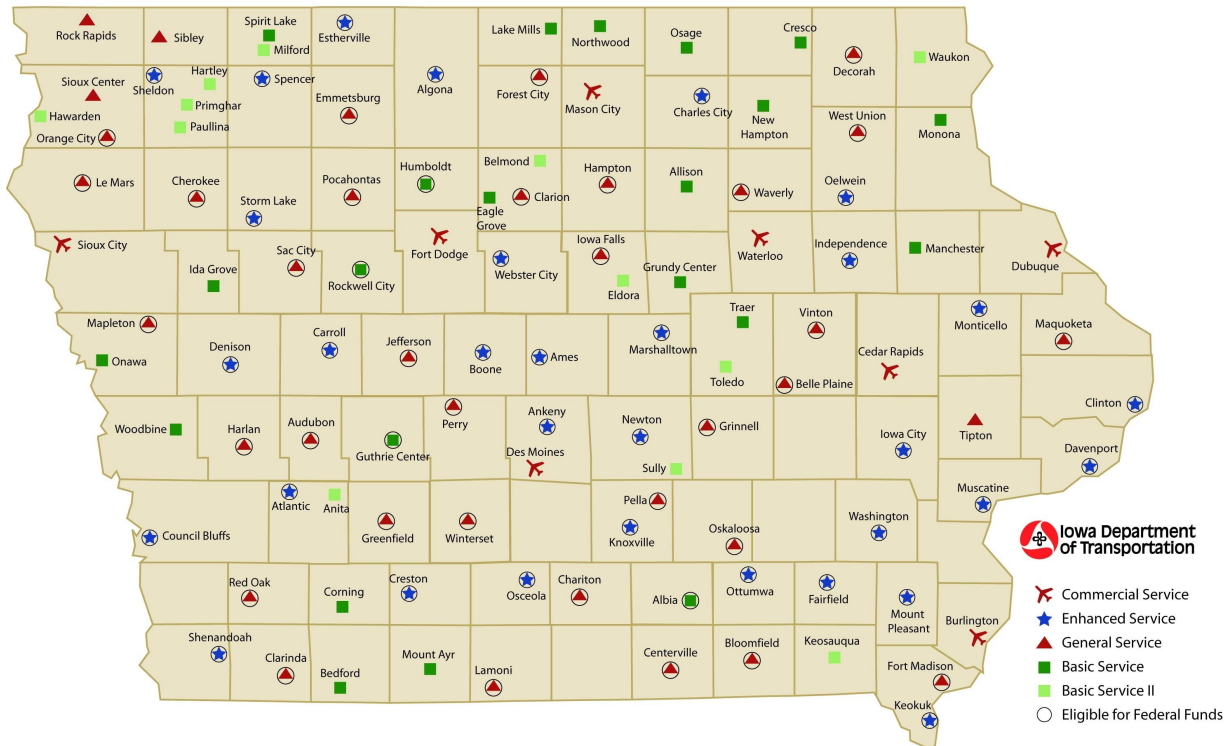 Rock Rapids
Sibley
Spirit Lake
Milford
Estherville
Lake Mills
Northwood
Osage
Cresco
Decorah
Waukon
Sioux Center
Sheldon
Hartley
Spencer
Primghar
Paullina
Hawarden
Orange City
Emmetsburg
Algona
Forest City
Mason City
Charles City
New
Hampton
West Union
Monona
Le Mars
Cherokee
Storm Lake
Pocahontas
Humboldt
Belmond
Eagle
Grove
Clarion
Hampton
Allison
Waverly
Oelwein
Sioux City
Ida Grove
Sac City
Rockwell City
Fort Dodge
Webster City
Iowa Falls
Eldora
Grundy Center
Waterloo
Independence
Manchester
Dubuque
Mapleton
Onawa
Denison
Carroll
Jefferson
Boone
Ames
Marshalltown
Traer
Toledo
Vinton
Belle Plaine
Cedar Rapids
Monticello
Maquoketa
Clinton
Woodbine
Harlan
Audubon
Guthrie Center
Perry
Ankeny
Des Moines
Newton
Sully
Grinnell
Iowa City
Tipton
Davenport
Muscatine
Council Bluffs
Atlantic
Anita
Greenfield
Winterset
Pella
Knoxville
Oskaloosa
Washington
Red Oak
Corning
Creston
Osceola
Chariton
Albia
Ottumwa
Fairfield
Mount
Pleasant
Burlington
Shenandoah
Clarinda
Bedford
Mount Ayr
Lamoni
Centerville
Bloomfield
Keosauqua
Fort Madison
Keokuk
Iowa Department
of Transportation
Commercial Service
Enhanced Service
General Service
Basic Service
Basic Service II
Eligible for Federal Funds